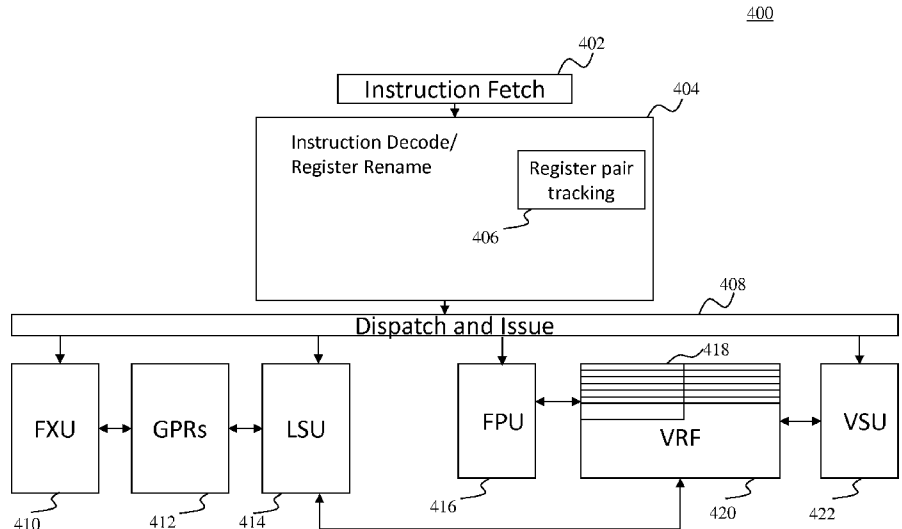 400
402
Instruction Fetch
404
Instruction Decode/
Register Rename
Register pair
tracking
406
408
Dispatch and Issue
418
FXU
GPRs
LSU
FPU
VRF
VSU
410
412
414
416
420
422